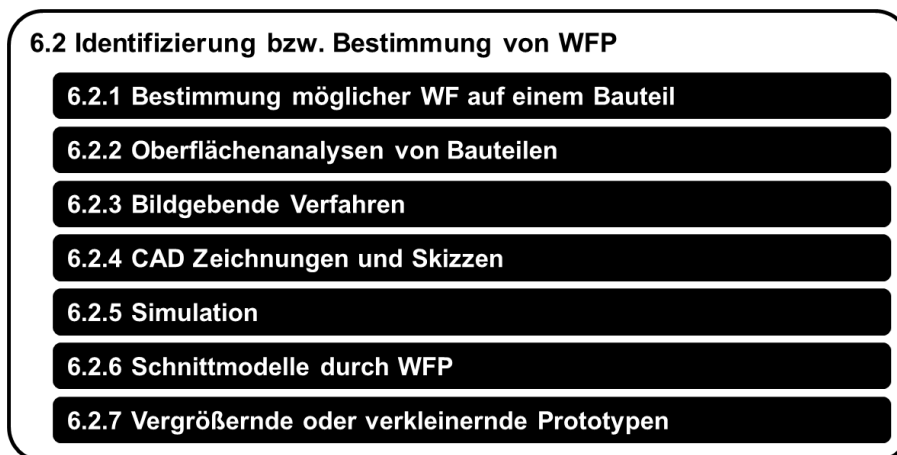 6.2 Identifizierung bzw. Bestimmung von WFP
6.2.1 Bestimmung möglicher WF auf einem Bauteil
6.2.2 Oberflächenanalysen von Bauteilen
6.2.3 Bildgebende Verfahren
6.2.4 CAD Zeichnungen und Skizzen
6.2.5 Simulation
6.2.6 Schnittmodelle durch WFP
6.2.7 Vergrößernde oder verkleinernde Prototypen